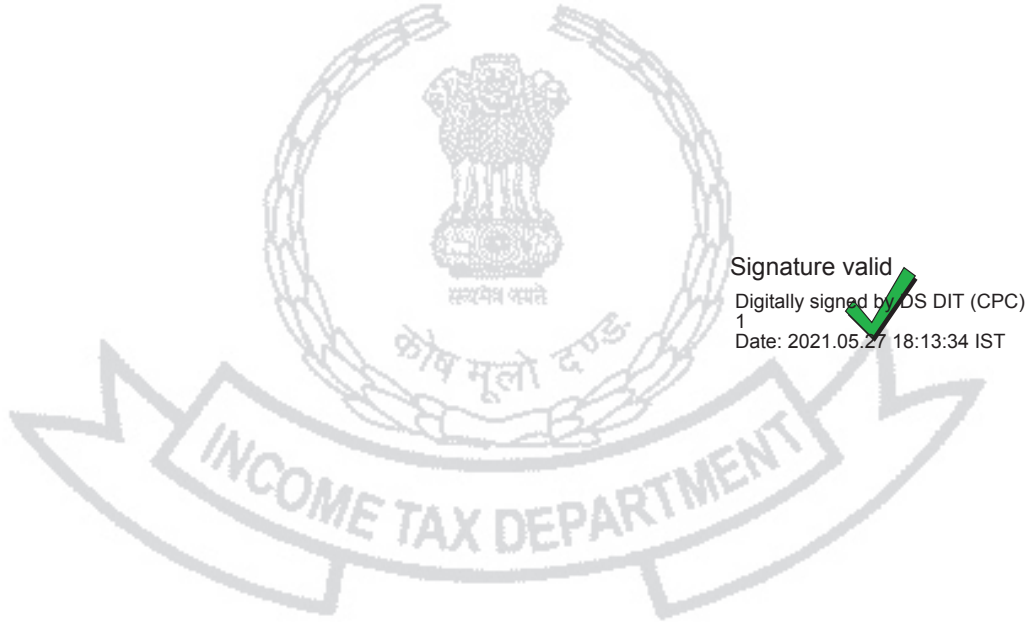 सत्यमेव जयते
Signature valid
Digitally signed by DS DIT (CPC)
1
Date: 2021.05.27 18:13:34 IST
कोष मूलो दण्डः
INCOME TAX DEPARTMENT